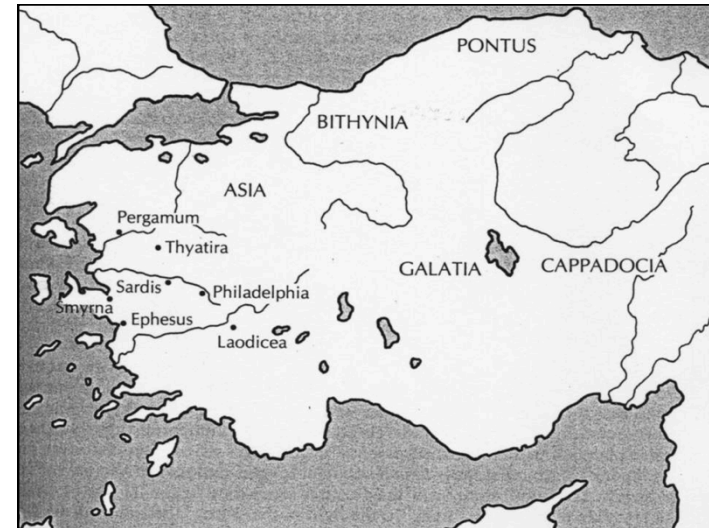 PONTUS
BITHYNIA
ASIA
Pergamum
Thyatira
GALATIA
CAPPADOCIA
Sardis
Philadelphia
Smyrna
Ephesus
Laodicea